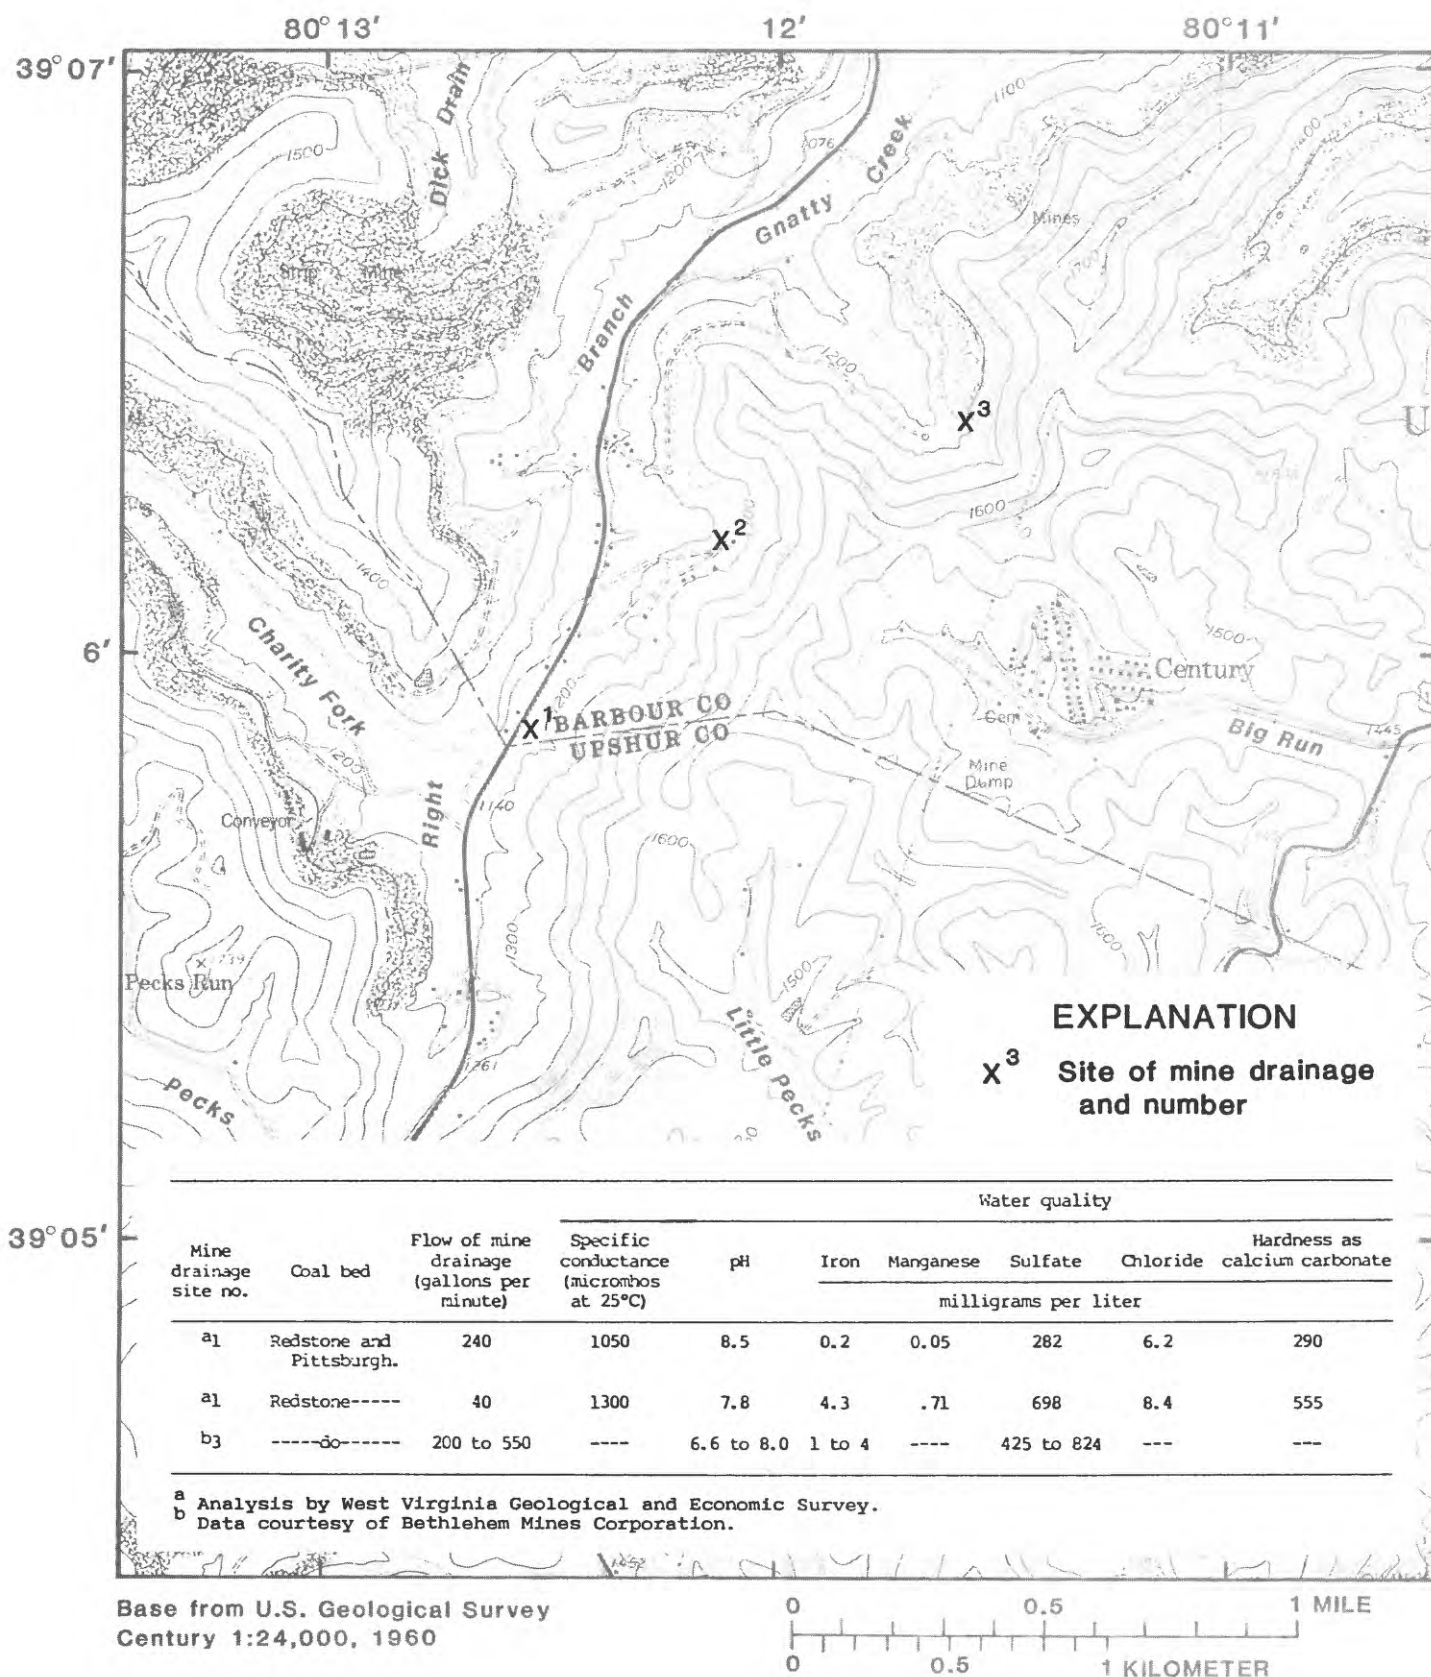 80°13′ 12′ 80°11′
39°07′
Dick Drain
1100
1500
1200
076
Gnatty Creek
Mines
1400
1700
Strip Mine
Branch
1200
X3
U
1600
X2
1400
Charity Fork
6′
1500
Century
X1
200
BARBOUR CO
UPSHUR CO
Cem
Big Run
1445
200
Mine
Dump
Right
1140
Conveyor
1600
1300
1600
739
Pecks Run
1500
Little Pecks
1261
Pecks
EXPLANATION
X3 Site of mine drainage
and number
39°05′
Water quality
Mine drainage site no.
Coal bed
Flow of mine drainage (gallons per minute)
Specific conductance (micromhos at 25°C)
pH
Iron Manganese Sulfate Chloride Hardness as calcium carbonate
milligrams per liter
a1 Redstone and Pittsburgh. 240 1050 8.5 0.2 0.05 282 6.2 290
a1 Redstone----- 40 1300 7.8 4.3 .71 698 8.4 555
b3 -----do------ 200 to 550 ---- 6.6 to 8.0 1 to 4 ---- 425 to 824 --- ---
a Analysis by West Virginia Geological and Economic Survey.
b Data courtesy of Bethlehem Mines Corporation.
Base from U.S. Geological Survey
Century 1:24,000, 1960
0 0.5 1 MILE
0 0.5 1 KILOMETER